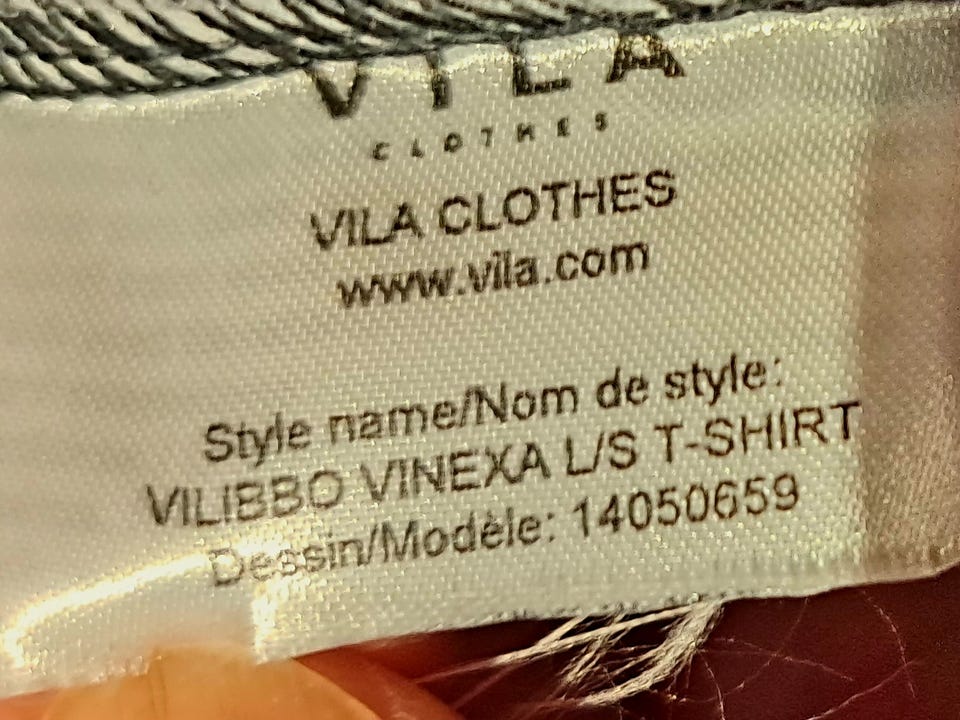 VILA
CLOTHES
VILA CLOTHES
www.vila.com
Style name/Nom de style:
VILIBBO VINEXA L/S T-SHIRT
Dessin/Modèle: 14050659